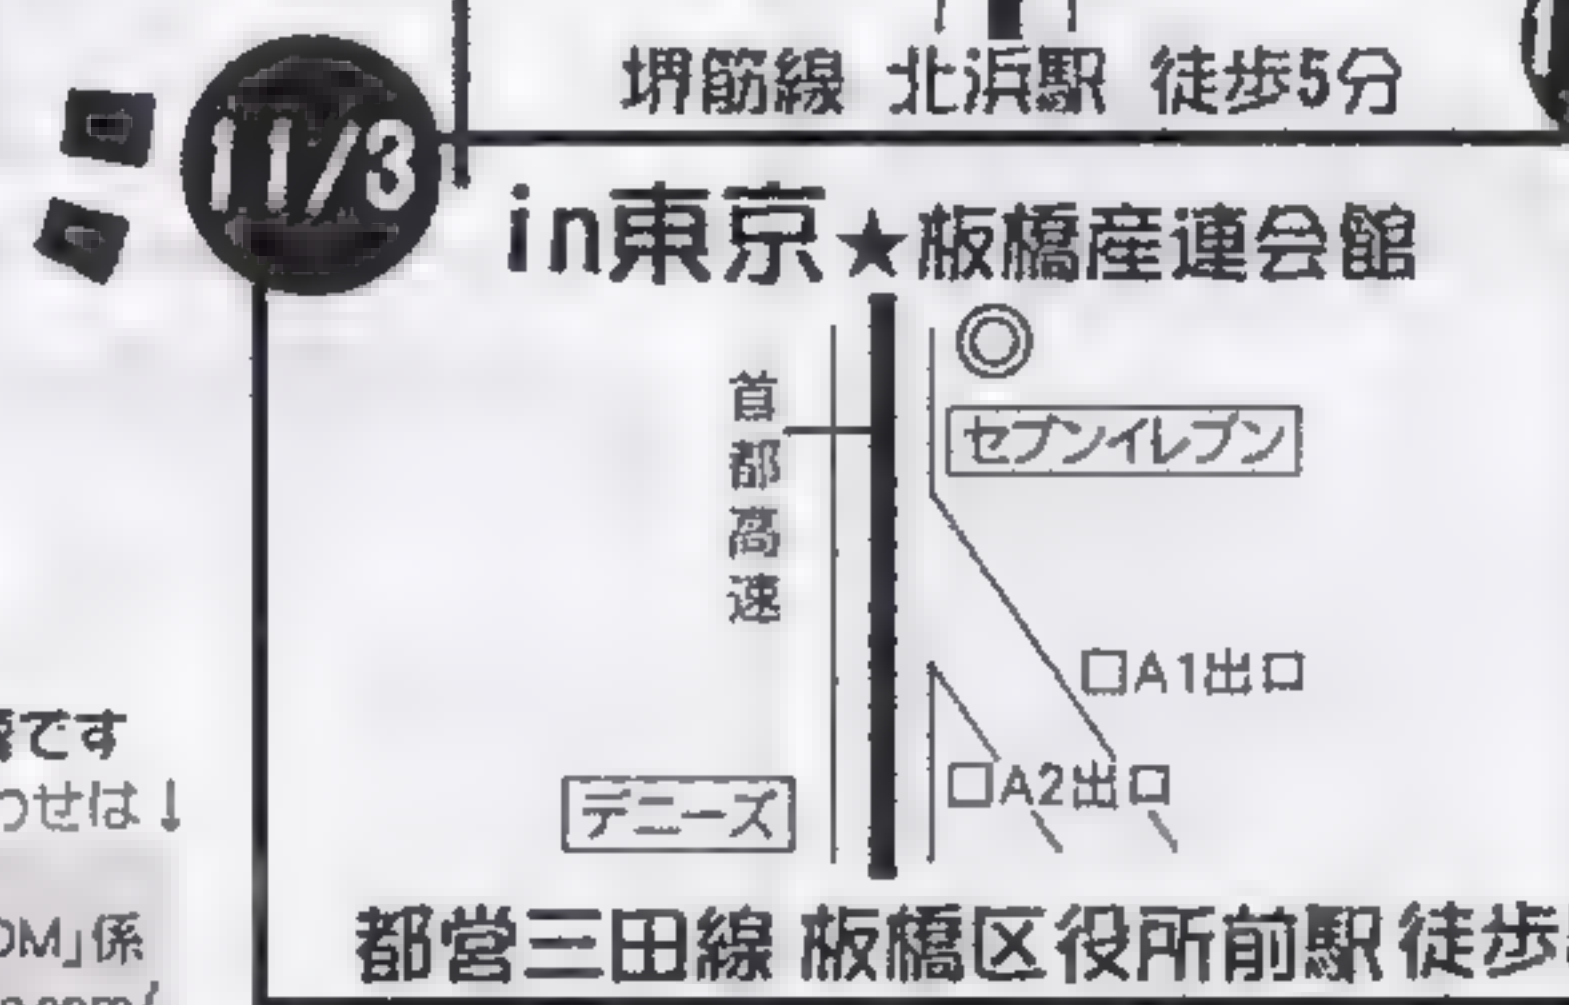 堺筋線 北浜駅 徒歩5分
11/3
in東京★板橋産連会館
◎
首都高速
セブンイレブン
□A1出口
□A2出口
デニーズ
です
わせは↓
DM」係
都営三田線 板橋区役所前駅 徒歩